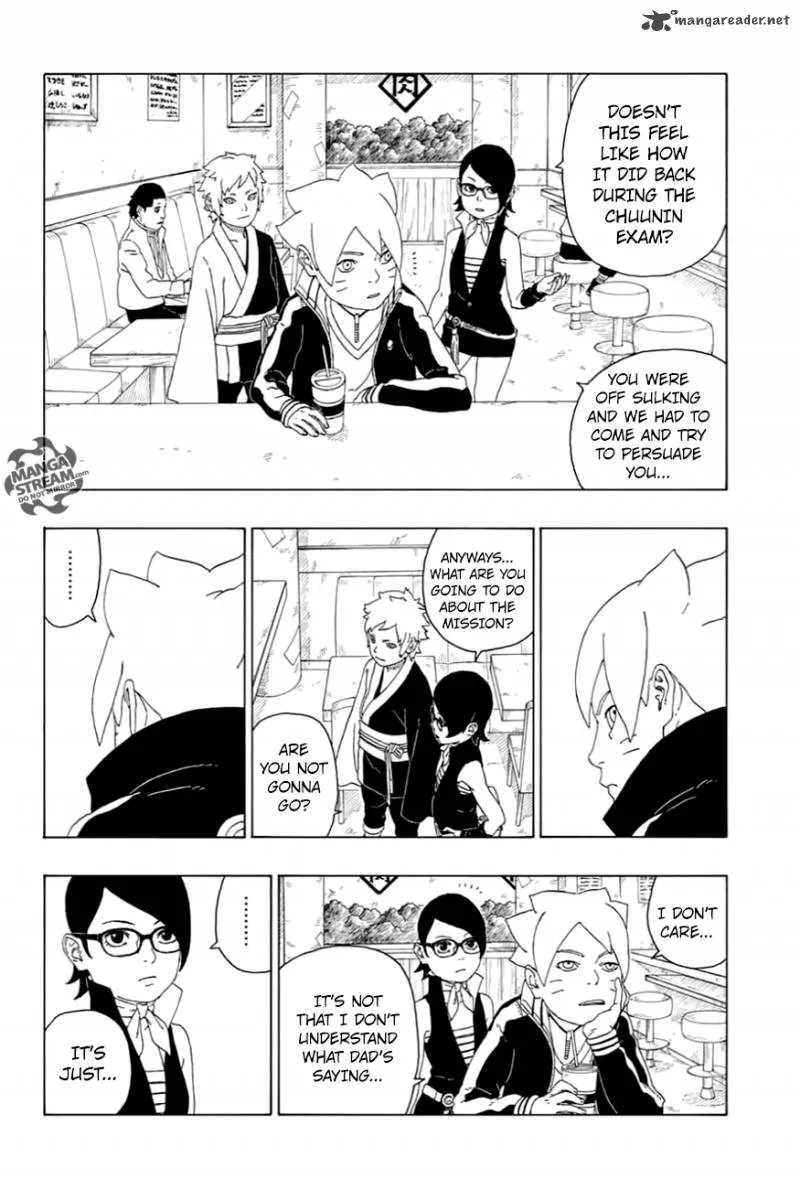 mangareader.net
肉
DOESN'T
THIS FEEL
LIKE HOW
IT DID BACK
DURING THE
CHUUNIN
EXAM?
YOU WERE
OFF SULKING
AND WE HAD TO
COME AND TRY
TO PERSUADE
YOU...
MANGA
STREAM.com
DO NOT MIRROR
ANYWAYS...
WHAT ARE YOU
GOING TO DO
ABOUT THE
MISSION?
ARE
YOU NOT
GONNA
GO?
.........
I DON'T
CARE...
IT'S NOT
THAT I DON'T
UNDERSTAND
WHAT DAD'S
SAYING...
.........
IT'S
JUST...